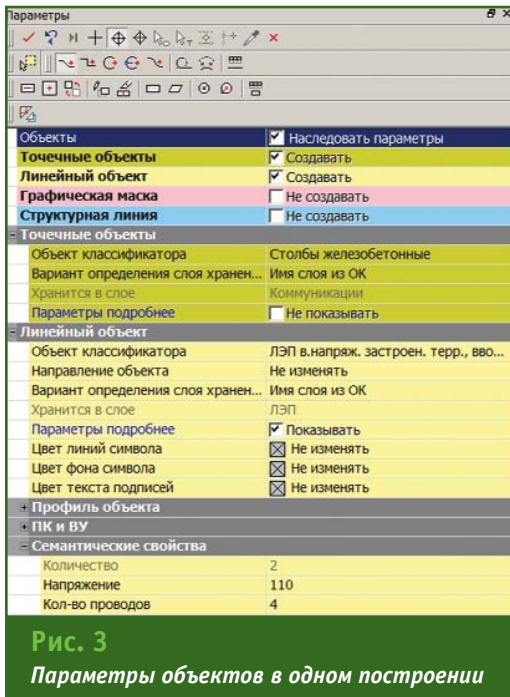 Параметры
Объекты Наследовать параметры
Точечные объекты Создавать
Линейный объект Создавать
Графическая маска Не создавать
Структурная линия Не создавать
Точечные объекты
Объект классификатора Столбы железобетонные
Вариант определения слоя хранен... Имя слоя из ОК
Хранится в слое Коммуникации
Параметры подробнее Не показывать
Линейный объект
Объект классификатора ЛЭП в.напряж. застроен. терр., вво...
Направление объекта Не изменять
Вариант определения слоя хранен... Имя слоя из ОК
Хранится в слое ЛЭП
Параметры подробнее Показывать
Цвет линий символа Не изменять
Цвет фона символа Не изменять
Цвет текста подписей Не изменять
Профиль объекта
ПК и ВУ
Семантические свойства
Количество 2
Напряжение 110
Кол-во проводов 4
Рис. 3
Параметры объектов в одном построении